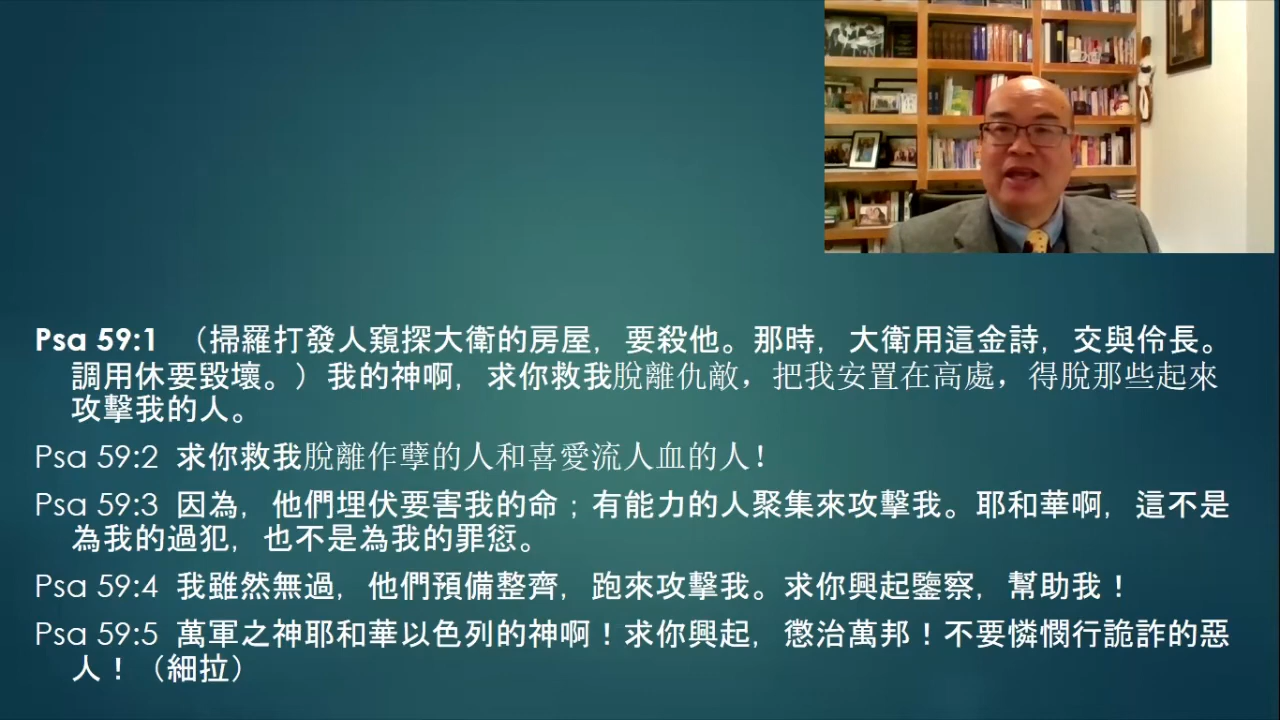 Psa 59:1 （掃羅打發人窺探大衛的房屋，要殺他。那時，大衛用這金詩，交與伶長。
調用休要毀壞。）我的神啊，求你救我脫離仇敵，把我安置在高處，得脫那些起來
攻擊我的人。
Psa 59:2 求你救我脫離作孽的人和喜愛流人血的人！
Psa 59:3 因為，他們埋伏要害我的命；有能力的人聚集來攻擊我。耶和華啊，這不是
為我的過犯，也不是為我的罪愆。
Psa 59:4 我雖然無過，他們預備整齊，跑來攻擊我。求你興起鑒察，幫助我！
Psa 59:5 萬軍之神耶和華以色列的神啊！求你興起，懲治萬邦！不要憐憫行詭詐的惡
人！（細拉）